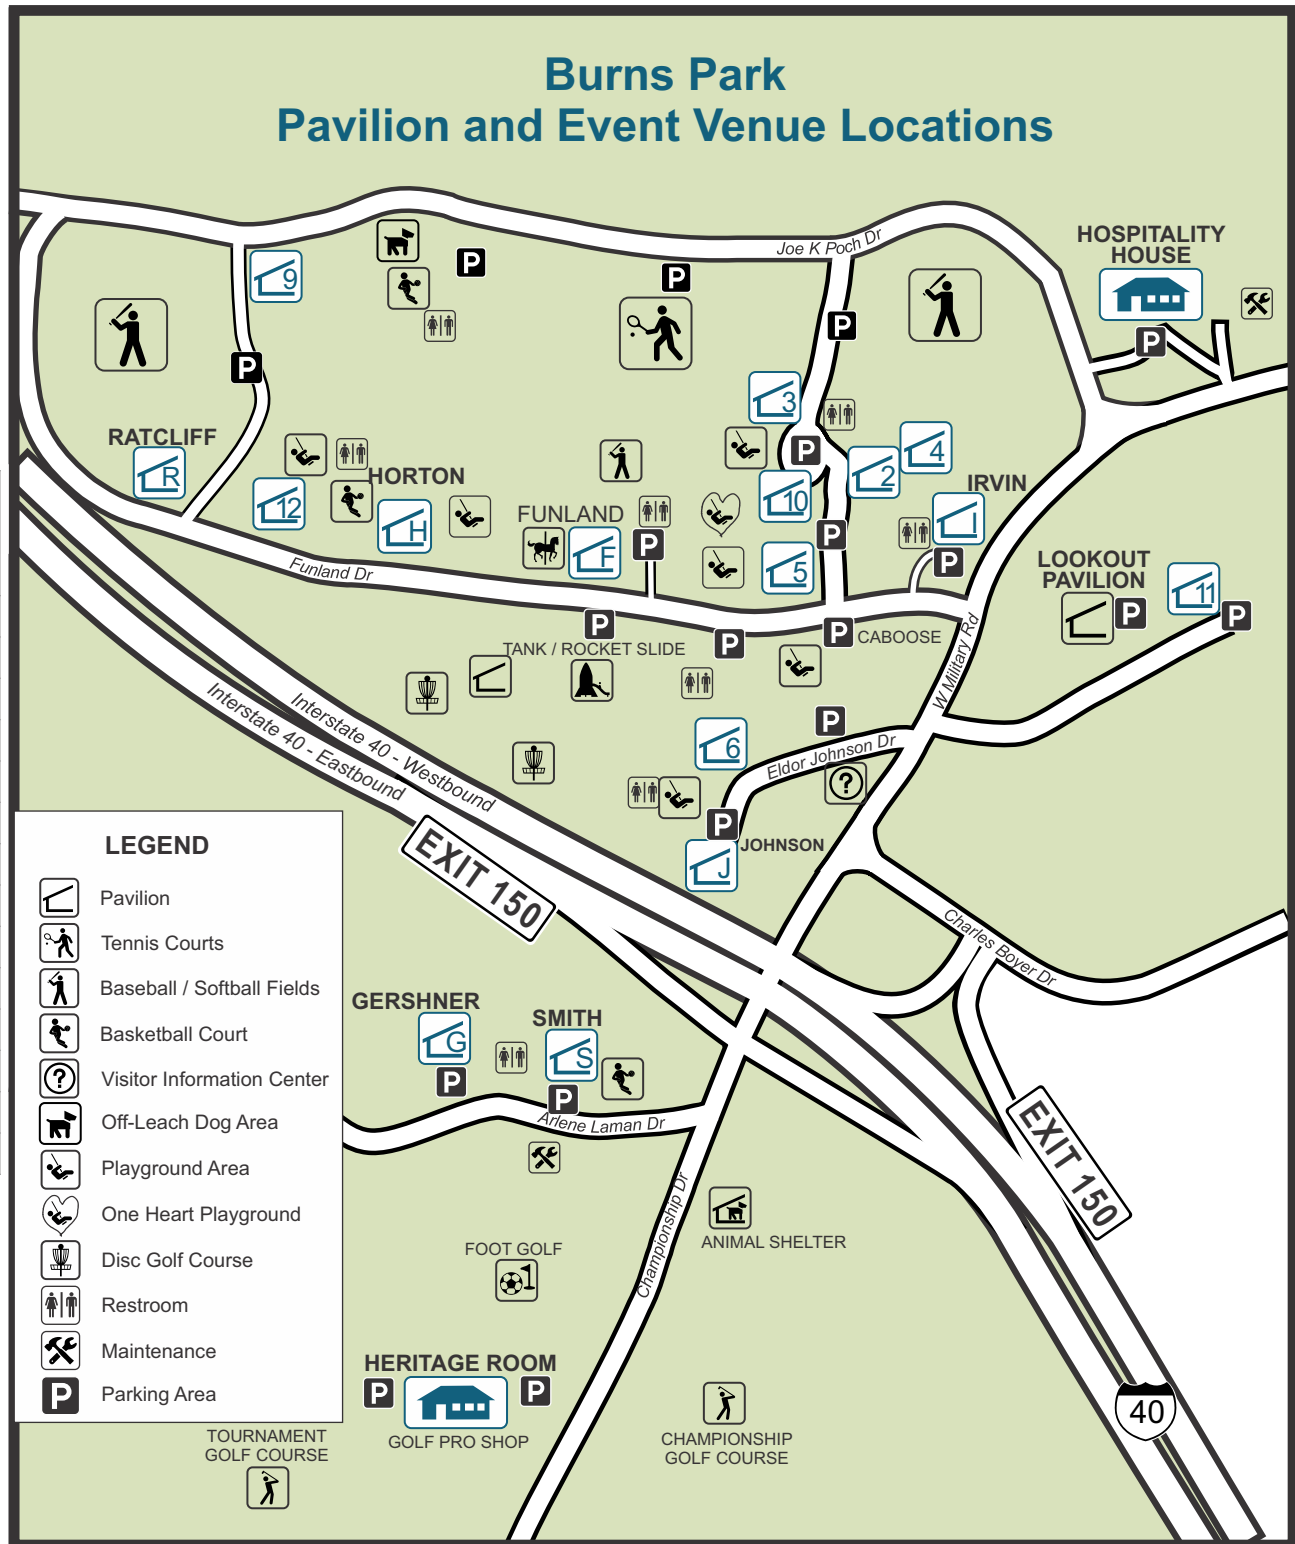 Burns Park
Pavilion and Event Venue Locations
Joe K Poch Dr
HOSPITALITY
HOUSE
9
P
P
P
P
P
RATCLIFF
R
12
HORTON
H
FUNLAND
F
P
3
P
10
2
4
P
5
IRVIN
I
P
LOOKOUT
PAVILION
P
11
P
Funland Dr
P
P
P
CABOOSE
TANK / ROCKET SLIDE
W Military Rd
Interstate 40 - Westbound
Interstate 40 - Eastbound
6
P
Eldor Johnson Dr
?
P
JOHNSON
J
EXIT 150
Charles Boyer Dr
LEGEND
Pavilion
Tennis Courts
Baseball / Softball Fields
Basketball Court
?
Visitor Information Center
Off-Leach Dog Area
Playground Area
One Heart Playground
Disc Golf Course
Restroom
Maintenance
P
Parking Area
GERSHNER
G
P
SMITH
S
P
Arlene Laman Dr
EXIT 150
Championship Dr
ANIMAL SHELTER
FOOT GOLF
HERITAGE ROOM
P
P
GOLF PRO SHOP
TOURNAMENT
GOLF COURSE
CHAMPIONSHIP
GOLF COURSE
40